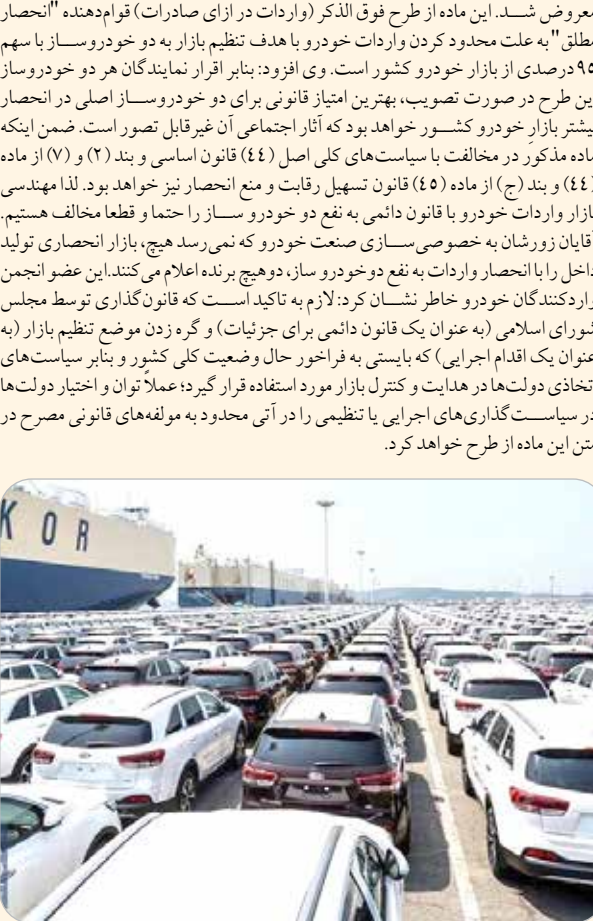 معروض شد. این ماده از طرح فوق الذکر (واردات در ازای صادرات) قوام‌دهنده "انحصار
مطلق" به علت محدود کردن واردات خودرو با هدف تنظیم بازار به دو خودروساز با سهم
۹۵ درصدی از بازار خودرو کشور است. وی افزود: بنابر اقرار نمایندگان هر دو خودروساز
این طرح در صورت تصویب، بهترین امتیاز قانونی برای دو خودروساز اصلی در انحصار
بیشتر بازارِ خودرو کشور خواهد بود که آثار اجتماعی آن غیرقابل تصور است. ضمن اینکه
ماده مذکور در مخالفت با سیاست‌های کلی اصل (٤٤) قانون اساسی و بند (۲) و (۷) از ماده
(٤٤) و بند (ج) از ماده (٤٥) قانون تسهیل رقابت و منع انحصار نیز خواهد بود. لذا مهندسی
بازار واردات خودرو با قانون دائمی به نفع دو خودرو ساز را حتما و قطعا مخالف هستیم.
آقایان زورشان به خصوصی‌سازی صنعت خودرو که نمی‌رسد هیچ، بازار انحصاری تولید
داخل را با انحصار واردات به نفع دوخودرو ساز، دوهیچ برنده اعلام می‌کنند.این عضو انجمن
واردکنندگان خودرو خاطر نشان کرد: لازم به تاکید است که قانون‌گذاری توسط مجلس
شورای اسلامی (به عنوان یک قانون دائمی برای جزئیات) و گره زدن موضع تنظیم بازار (به
عنوان یک اقدام اجرایی) که بایستی به فراخور حال وضعیت کلی کشور و بنابر سیاست‌های
اتخاذی دولت‌ها در هدایت و کنترل بازار مورد استفاده قرار گیرد؛ عملاً توان و اختیار دولت‌ها
در سیاست‌گذاری‌های اجرایی یا تنظیمی را در آتی محدود به مولفه‌های قانونی مصرح در
متن این ماده از طرح خواهد کرد.
KOR